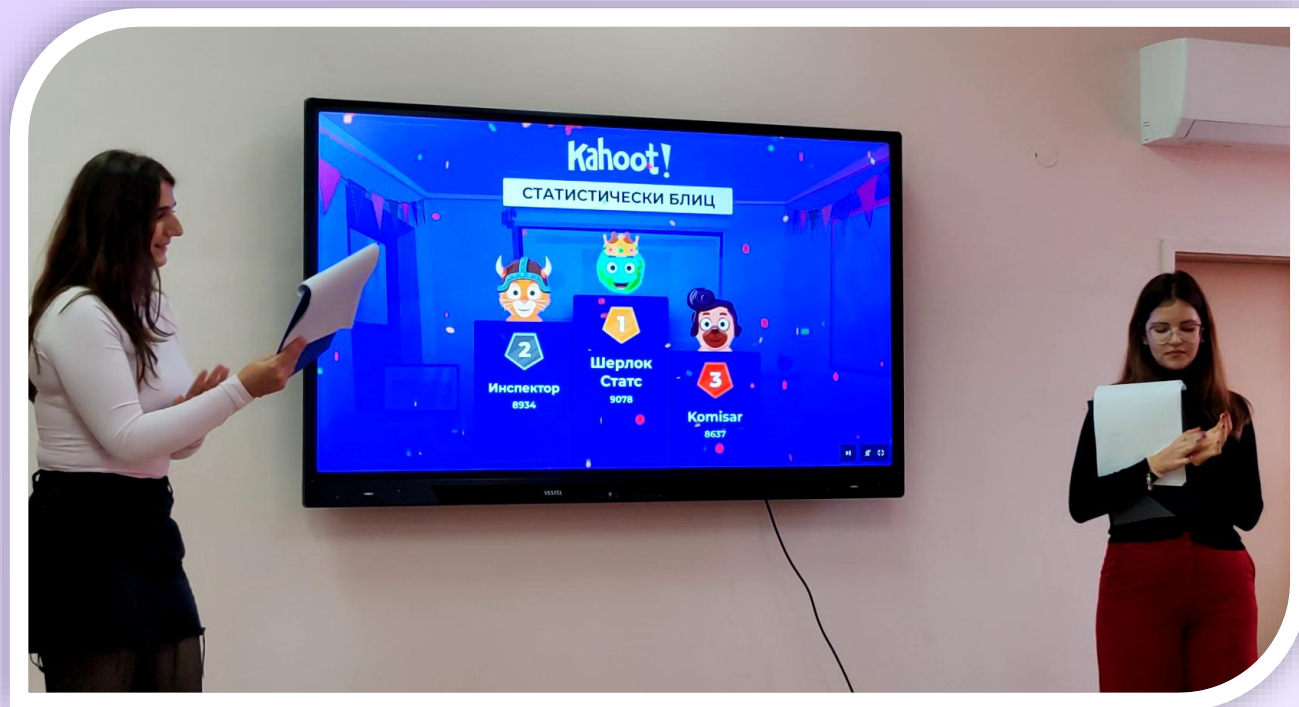 Kahoot!
СТАТИСТИЧЕСКИ БЛИЦ
1
Шерлок
Статс
9078
2
Инспектор
8934
3
Komisar
8637
VESTEL